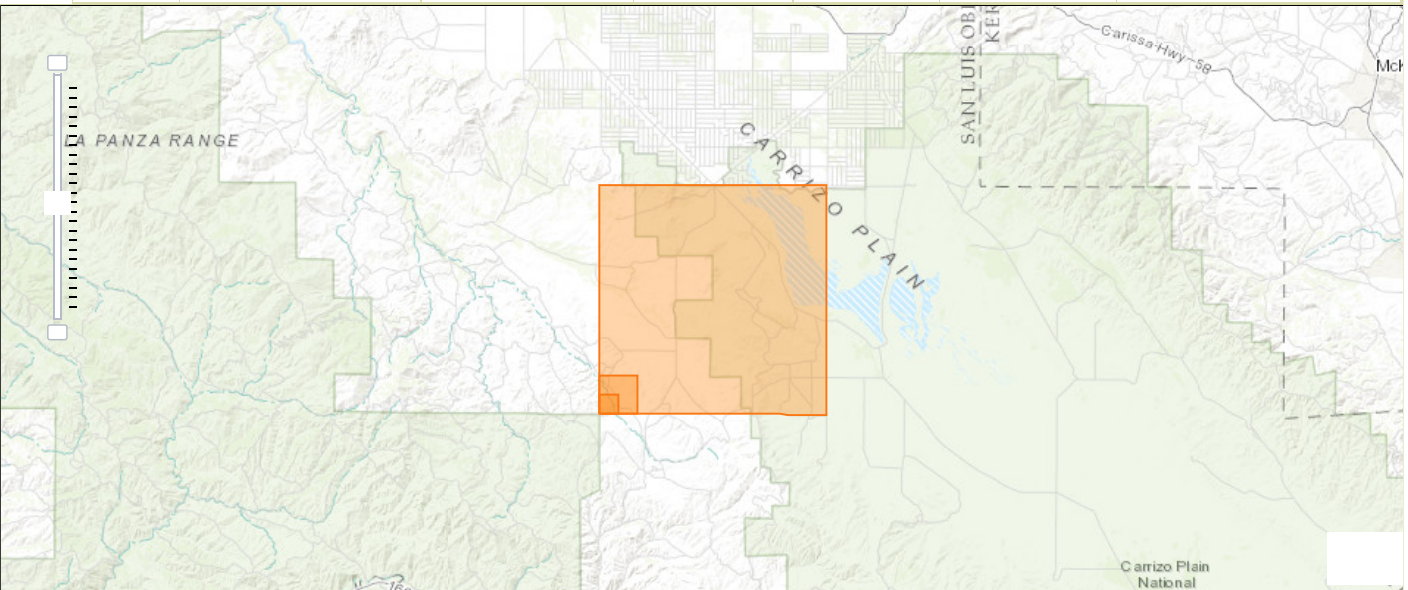 SAN LUIS OBI
KER
Carissa Hwy 58
McK
LA PANZA RANGE
CARRIZO PLAIN
Carrizo Plain
National